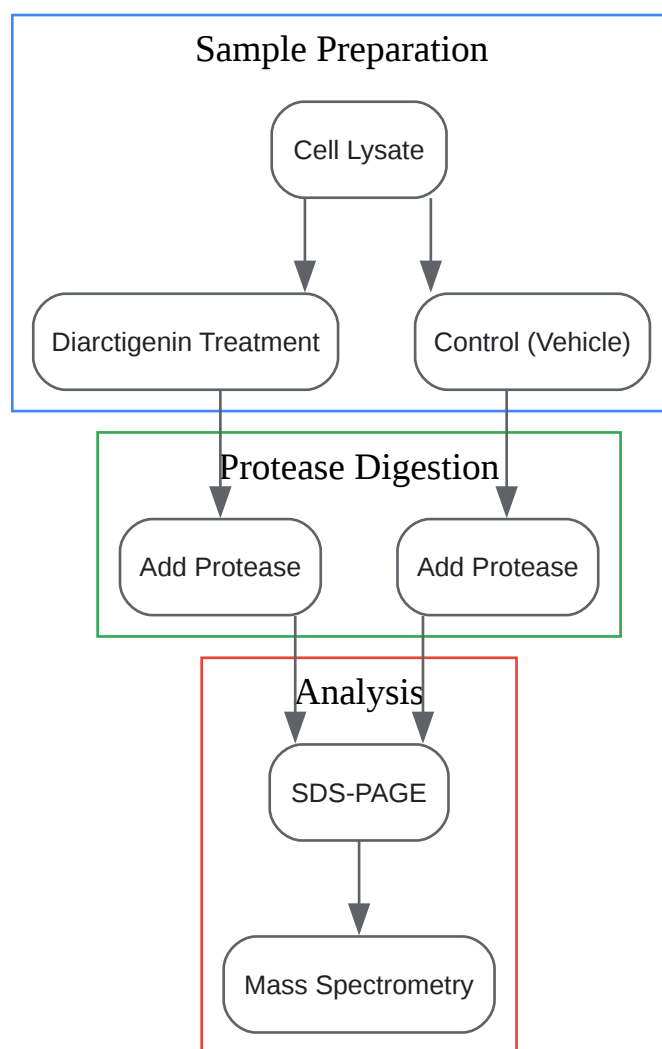 Sample Preparation
Cell Lysate
Diarctigenin Treatment
Control (Vehicle)
Protease Digestion
Add Protease
Add Protease
Analysis
SDS-PAGE
Mass Spectrometry